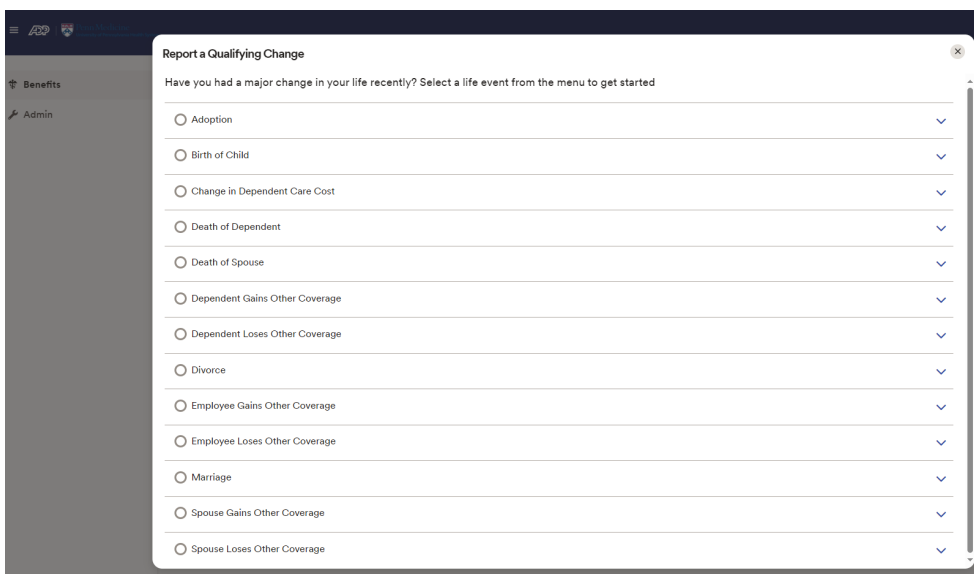 ADP
Report a Qualifying Change
Have you had a major change in your life recently? Select a life event from the menu to get started
Benefits
Admin
Adoption
Birth of Child
Change in Dependent Care Cost
Death of Dependent
Death of Spouse
Dependent Gains Other Coverage
Dependent Loses Other Coverage
Divorce
Employee Gains Other Coverage
Employee Loses Other Coverage
Marriage
Spouse Gains Other Coverage
Spouse Loses Other Coverage